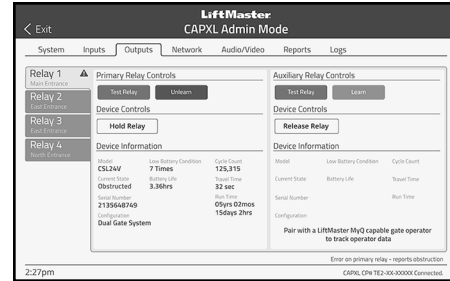 LiftMaster
< Exit
CAPXL Admin Mode
System Inputs Outputs Network Audio/Video Reports Logs
Relay 1
Main Entrance
Relay 2
East Entrance
Relay 3
East Entrance
Relay 4
North Entrance
Primary Relay Controls
Test Relay Unlearn
Device Controls
Hold Relay
Device Information
Model Low Battery Condition Cycle Count
CSL24V 7 Times 125,315
Current State Battery Life Travel Time
Obstructed 3.36hrs 32 sec
Serial Number Run Time
2135648749 05yrs 02mos
15days 2hrs
Configuration
Dual Gate System
Auxiliary Relay Controls
Test Relay Learn
Device Controls
Release Relay
Device Information
Model Low Battery Condition Cycle Count
Current State Battery Life Travel Time
Serial Number Run Time
Configuration
Pair with a LiftMaster MyQ capable gate operator
to track operator data
Error on primary relay - reports obstruction
2:27pm
CAPXL CP# TE2-XX-XXXXX Connected.